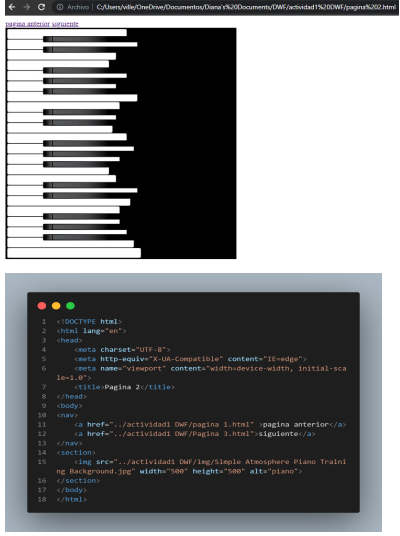 Archivo | C:/Users/ville/OneDrive/Documentos/Diana's%20Documents/DWF/actividad1%20DWF/pagina%202.html
pagina anterior siguiente
1 <!DOCTYPE html>
2 <html lang="en">
3 <head>
4 <meta charset="UTF-8">
5 <meta http-equiv="X-UA-Compatible" content="IE=edge">
6 <meta name="viewport" content="width=device-width, initial-sca
le=1.0">
7 <title>Pagina 2</title>
8 </head>
9 <body>
10 <nav>
11 <a href="../actividad1 DWF/pagina 1.html" >pagina anterior</a>
12 <a href="../actividad1 DWF/Pagina 3.html">siguiente</a>
13 </nav>
14 <section>
15 <img src="../actividad1 DWF/img/Simple Atmosphere Piano Traini
ng Background.jpg" width="500" height="500" alt="piano">
16 </section>
17 </body>
18 </html>